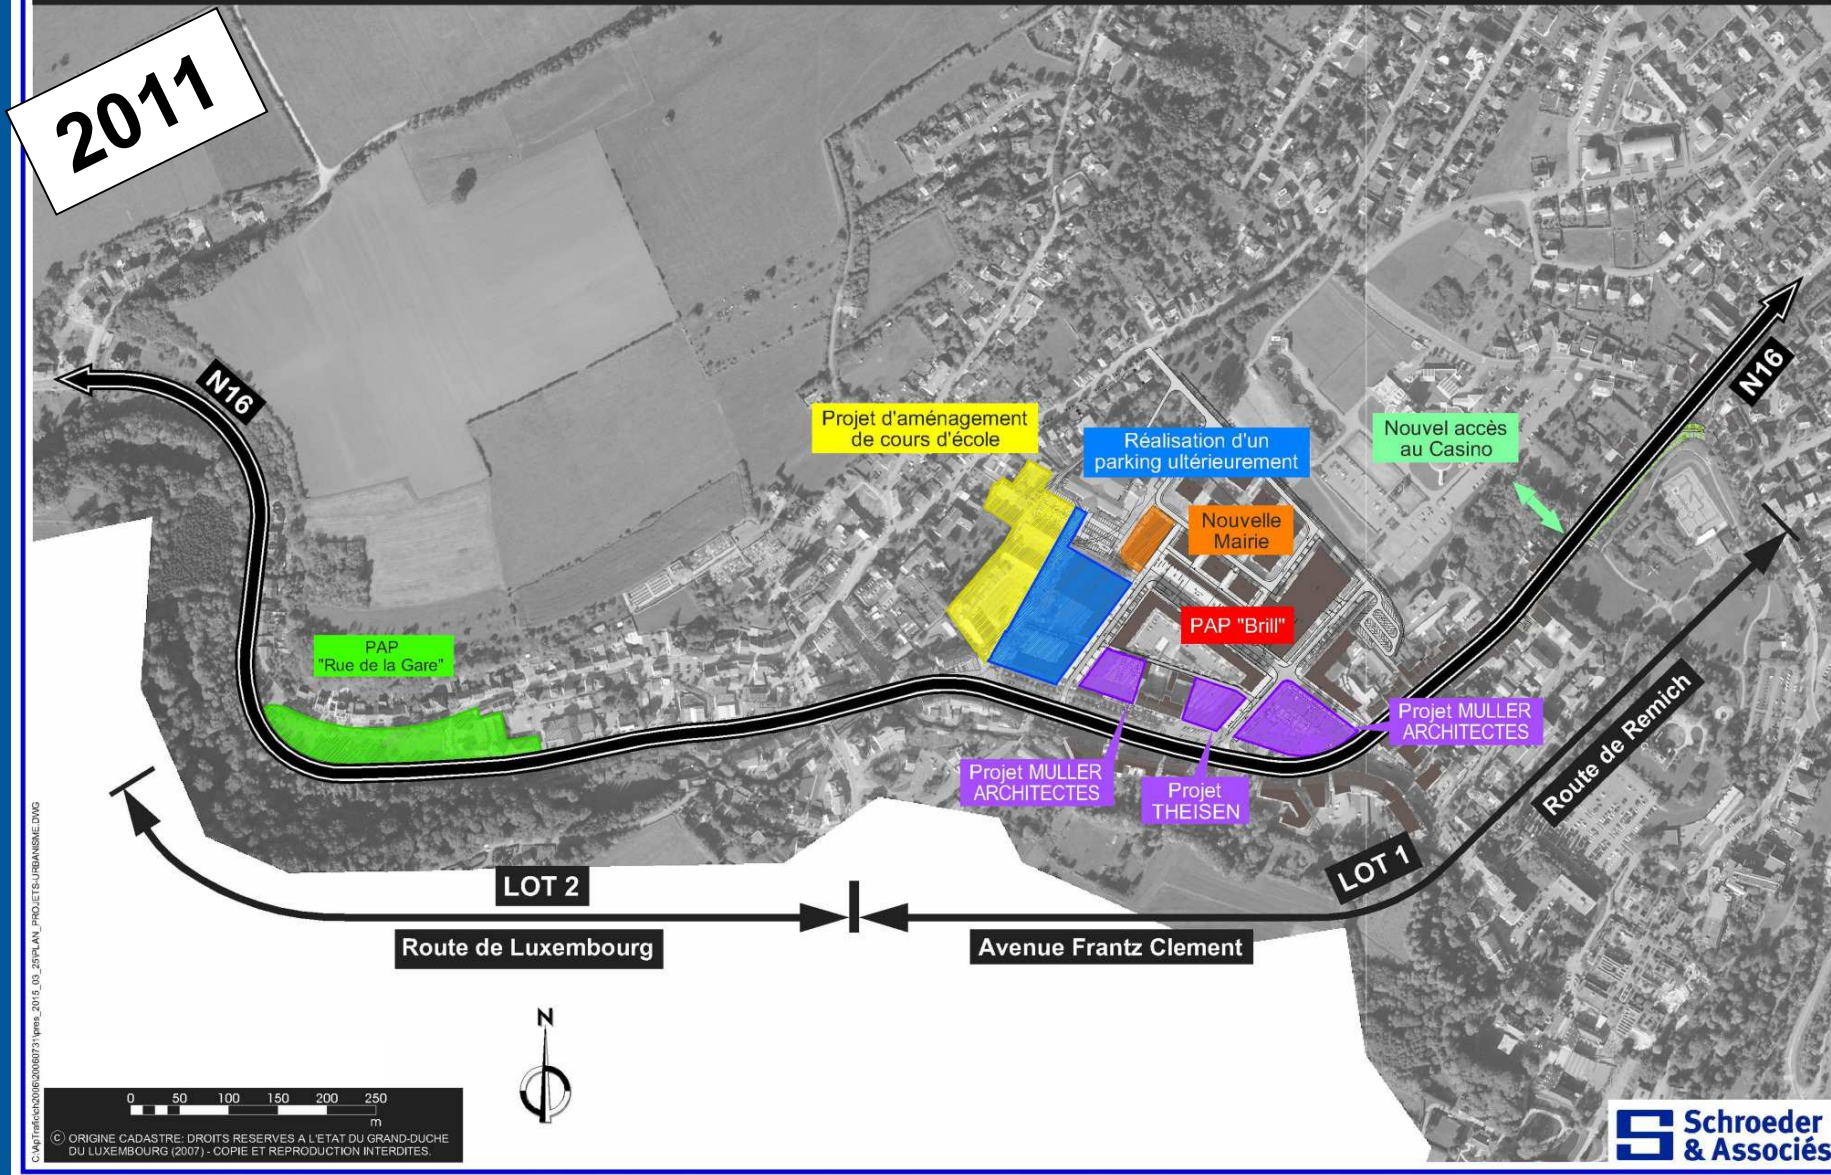 2011
N16
N16
Projet d'aménagement
de cours d'école
Réalisation d'un
parking ultérieurement
Nouvel accès
au Casino
Nouvelle
Mairie
PAP "Brill"
PAP
"Rue de la Gare"
Projet MULLER
ARCHITECTES
Projet
THEISEN
Projet MULLER
ARCHITECTES
Route de Remich
LOT 1
LOT 2
Route de Luxembourg
Avenue Frantz Clement
N
0 50 100 150 200 250
m
© ORIGINE CADASTRE: DROITS RESERVES A L'ETAT DU GRAND-DUCHE
DU LUXEMBOURG (2007) - COPIE ET REPRODUCTION INTERDITES.
Schroeder
& Associés